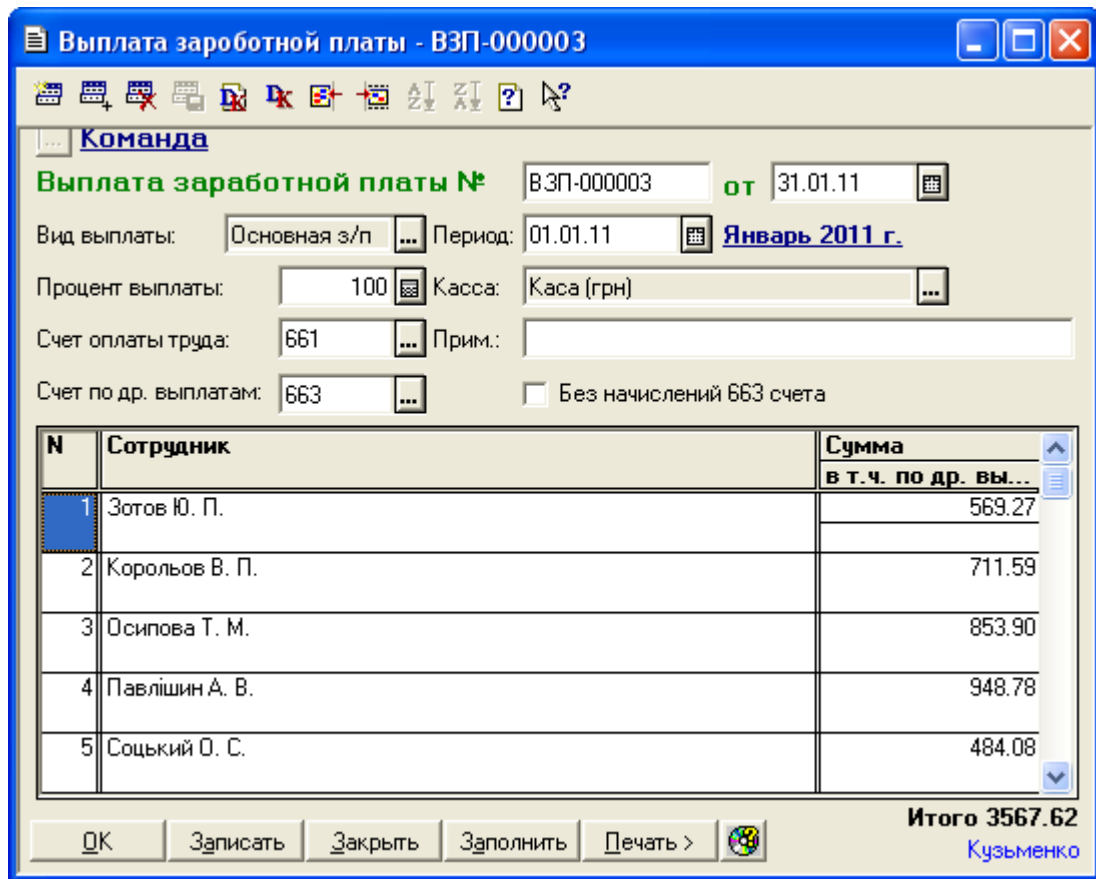 Выплата зароботной платы - ВЗП-000003
Команда
Выплата заработной платы № ВЗП-000003 от 31.01.11
Вид выплаты: Основная з/п ... Период: 01.01.11 Январь 2011 г.
Процент выплаты: 100 Касса: Каса (грн) ...
Счет оплаты труда: 661 ... Прим.:
Счет по др. выплатам: 663 ... Без начислений 663 счета
N Сотрудник Сумма
в т.ч. по др. вы...
1 Зотов Ю. П. 569.27
2 Корольов В. П. 711.59
3 Осипова Т. М. 853.90
4 Павлішин А. В. 948.78
5 Соцький О. С. 484.08
Итого 3567.62
OK Записать Закрыть Заполнить Печать >
Кузьменко